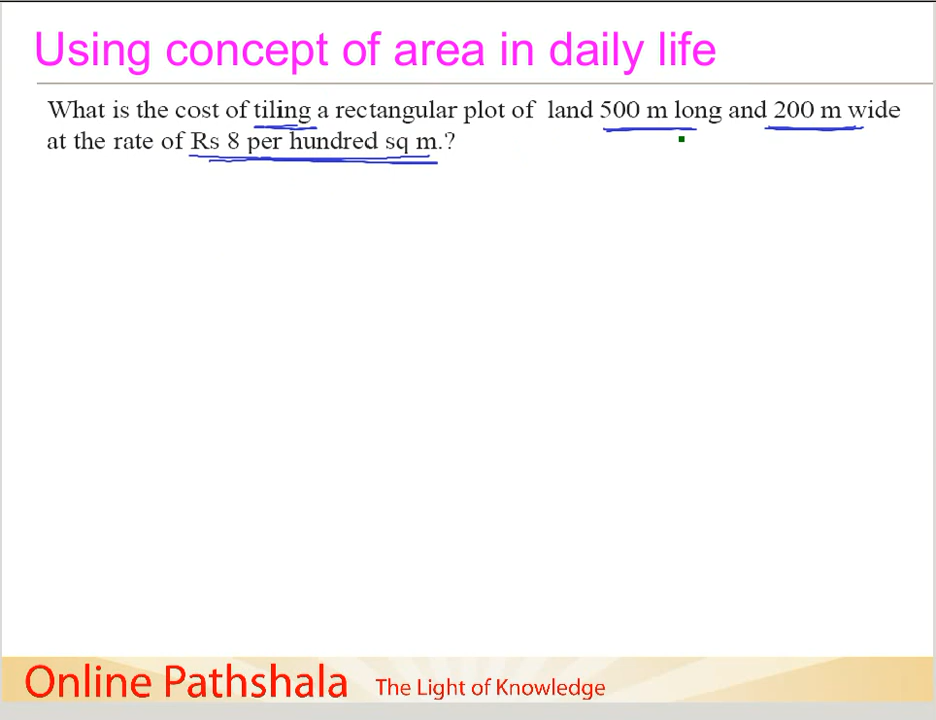 Using concept of area in daily life
What is the cost of tiling a rectangular plot of land 500 m long and 200 m wide
at the rate of Rs 8 per hundred sq m.?
Online Pathshala The Light of Knowledge